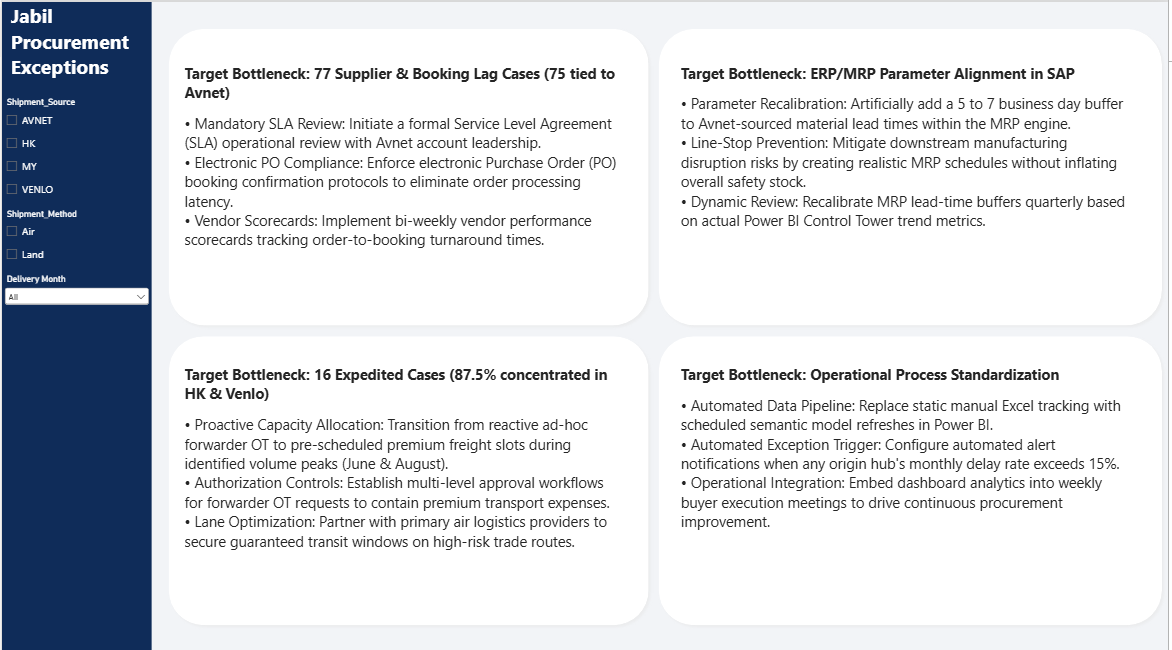 Jabil
Procurement
Exceptions
Shipment_Source
AVNET
HK
MY
VENLO
Shipment_Method
Air
Land
Delivery Month
All
Target Bottleneck: 77 Supplier & Booking Lag Cases (75 tied to
Avnet)
• Mandatory SLA Review: Initiate a formal Service Level Agreement
(SLA) operational review with Avnet account leadership.
• Electronic PO Compliance: Enforce electronic Purchase Order (PO)
booking confirmation protocols to eliminate order processing
latency.
• Vendor Scorecards: Implement bi-weekly vendor performance
scorecards tracking order-to-booking turnaround times.
Target Bottleneck: ERP/MRP Parameter Alignment in SAP
• Parameter Recalibration: Artificially add a 5 to 7 business day buffer
to Avnet-sourced material lead times within the MRP engine.
• Line-Stop Prevention: Mitigate downstream manufacturing
disruption risks by creating realistic MRP schedules without inflating
overall safety stock.
• Dynamic Review: Recalibrate MRP lead-time buffers quarterly based
on actual Power BI Control Tower trend metrics.
Target Bottleneck: 16 Expedited Cases (87.5% concentrated in
HK & Venlo)
• Proactive Capacity Allocation: Transition from reactive ad-hoc
forwarder OT to pre-scheduled premium freight slots during
identified volume peaks (June & August).
• Authorization Controls: Establish multi-level approval workflows
for forwarder OT requests to contain premium transport expenses.
• Lane Optimization: Partner with primary air logistics providers to
secure guaranteed transit windows on high-risk trade routes.
Target Bottleneck: Operational Process Standardization
• Automated Data Pipeline: Replace static manual Excel tracking with
scheduled semantic model refreshes in Power BI.
• Automated Exception Trigger: Configure automated alert
notifications when any origin hub's monthly delay rate exceeds 15%.
• Operational Integration: Embed dashboard analytics into weekly
buyer execution meetings to drive continuous procurement
improvement.